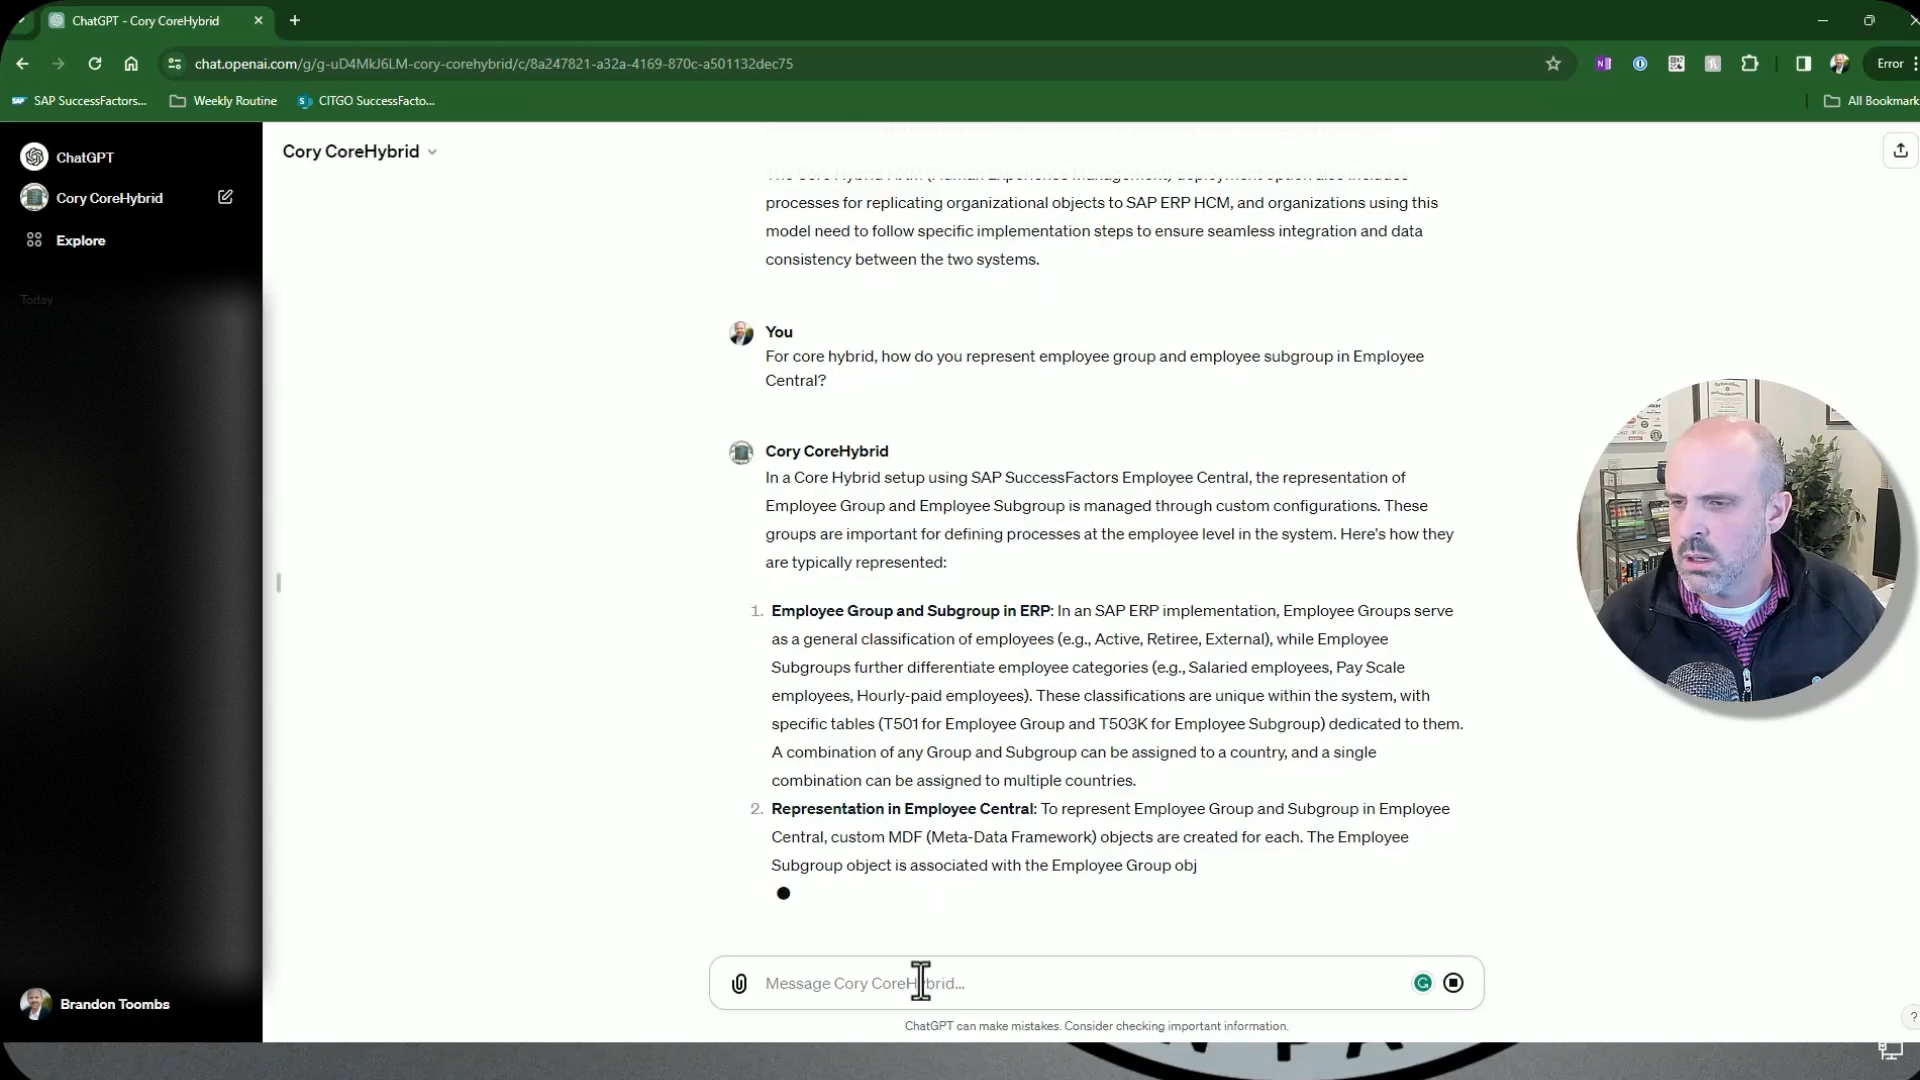 ChatGPT - Cory CoreHybrid
chat.openai.com/g/g-uD4MkJ6LM-cory-corehybrid/c/8a247821-a32a-4169-870c-a501132dec75
Error
SAP SuccessFactors...
Weekly Routine
CITGO SuccessFacto...
All Bookmark
ChatGPT
Cory CoreHybrid
Explore
Today
Brandon Toombs
Cory CoreHybrid
processes for replicating organizational objects to SAP ERP HCM, and organizations using this
model need to follow specific implementation steps to ensure seamless integration and data
consistency between the two systems.
You
For core hybrid, how do you represent employee group and employee subgroup in Employee
Central?
Cory CoreHybrid
In a Core Hybrid setup using SAP SuccessFactors Employee Central, the representation of
Employee Group and Employee Subgroup is managed through custom configurations. These
groups are important for defining processes at the employee level in the system. Here's how they
are typically represented:
1. Employee Group and Subgroup in ERP: In an SAP ERP implementation, Employee Groups serve
as a general classification of employees (e.g., Active, Retiree, External), while Employee
Subgroups further differentiate employee categories (e.g., Salaried employees, Pay Scale
employees, Hourly-paid employees). These classifications are unique within the system, with
specific tables (T501 for Employee Group and T503K for Employee Subgroup) dedicated to them.
A combination of any Group and Subgroup can be assigned to a country, and a single
combination can be assigned to multiple countries.
2. Representation in Employee Central: To represent Employee Group and Subgroup in Employee
Central, custom MDF (Meta-Data Framework) objects are created for each. The Employee
Subgroup object is associated with the Employee Group obj
Message Cory CoreHybrid...
ChatGPT can make mistakes. Consider checking important information.
?